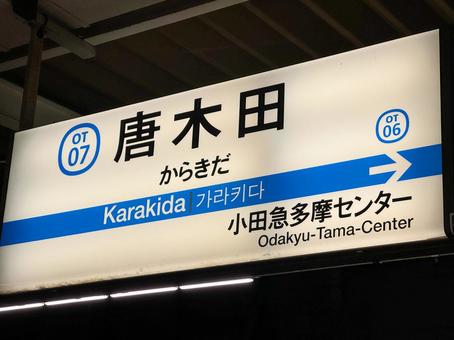 OT
07
唐木田
からきだ
Karakida 가라키다
OT
06
小田急多摩センター
Odakyu-Tama-Center